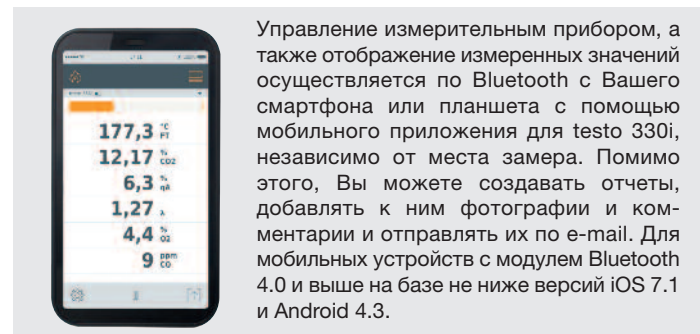 Управление измерительным прибором, а
также отображение измеренных значений
осуществляется по Bluetooth с Вашего
смартфона или планшета с помощью
мобильного приложения для testo 330i,
независимо от места замера. Помимо
этого, Вы можете создавать отчеты,
добавлять к ним фотографии и ком-
ментарии и отправлять их по e-mail. Для
мобильных устройств с модулем Bluetooth
4.0 и выше на базе не ниже версий iOS 7.1
и Android 4.3.
177,3 °C FT
12,17 % CO2
6,3 % qA
1,27 λ
4,4 % O2
9 ppm CO